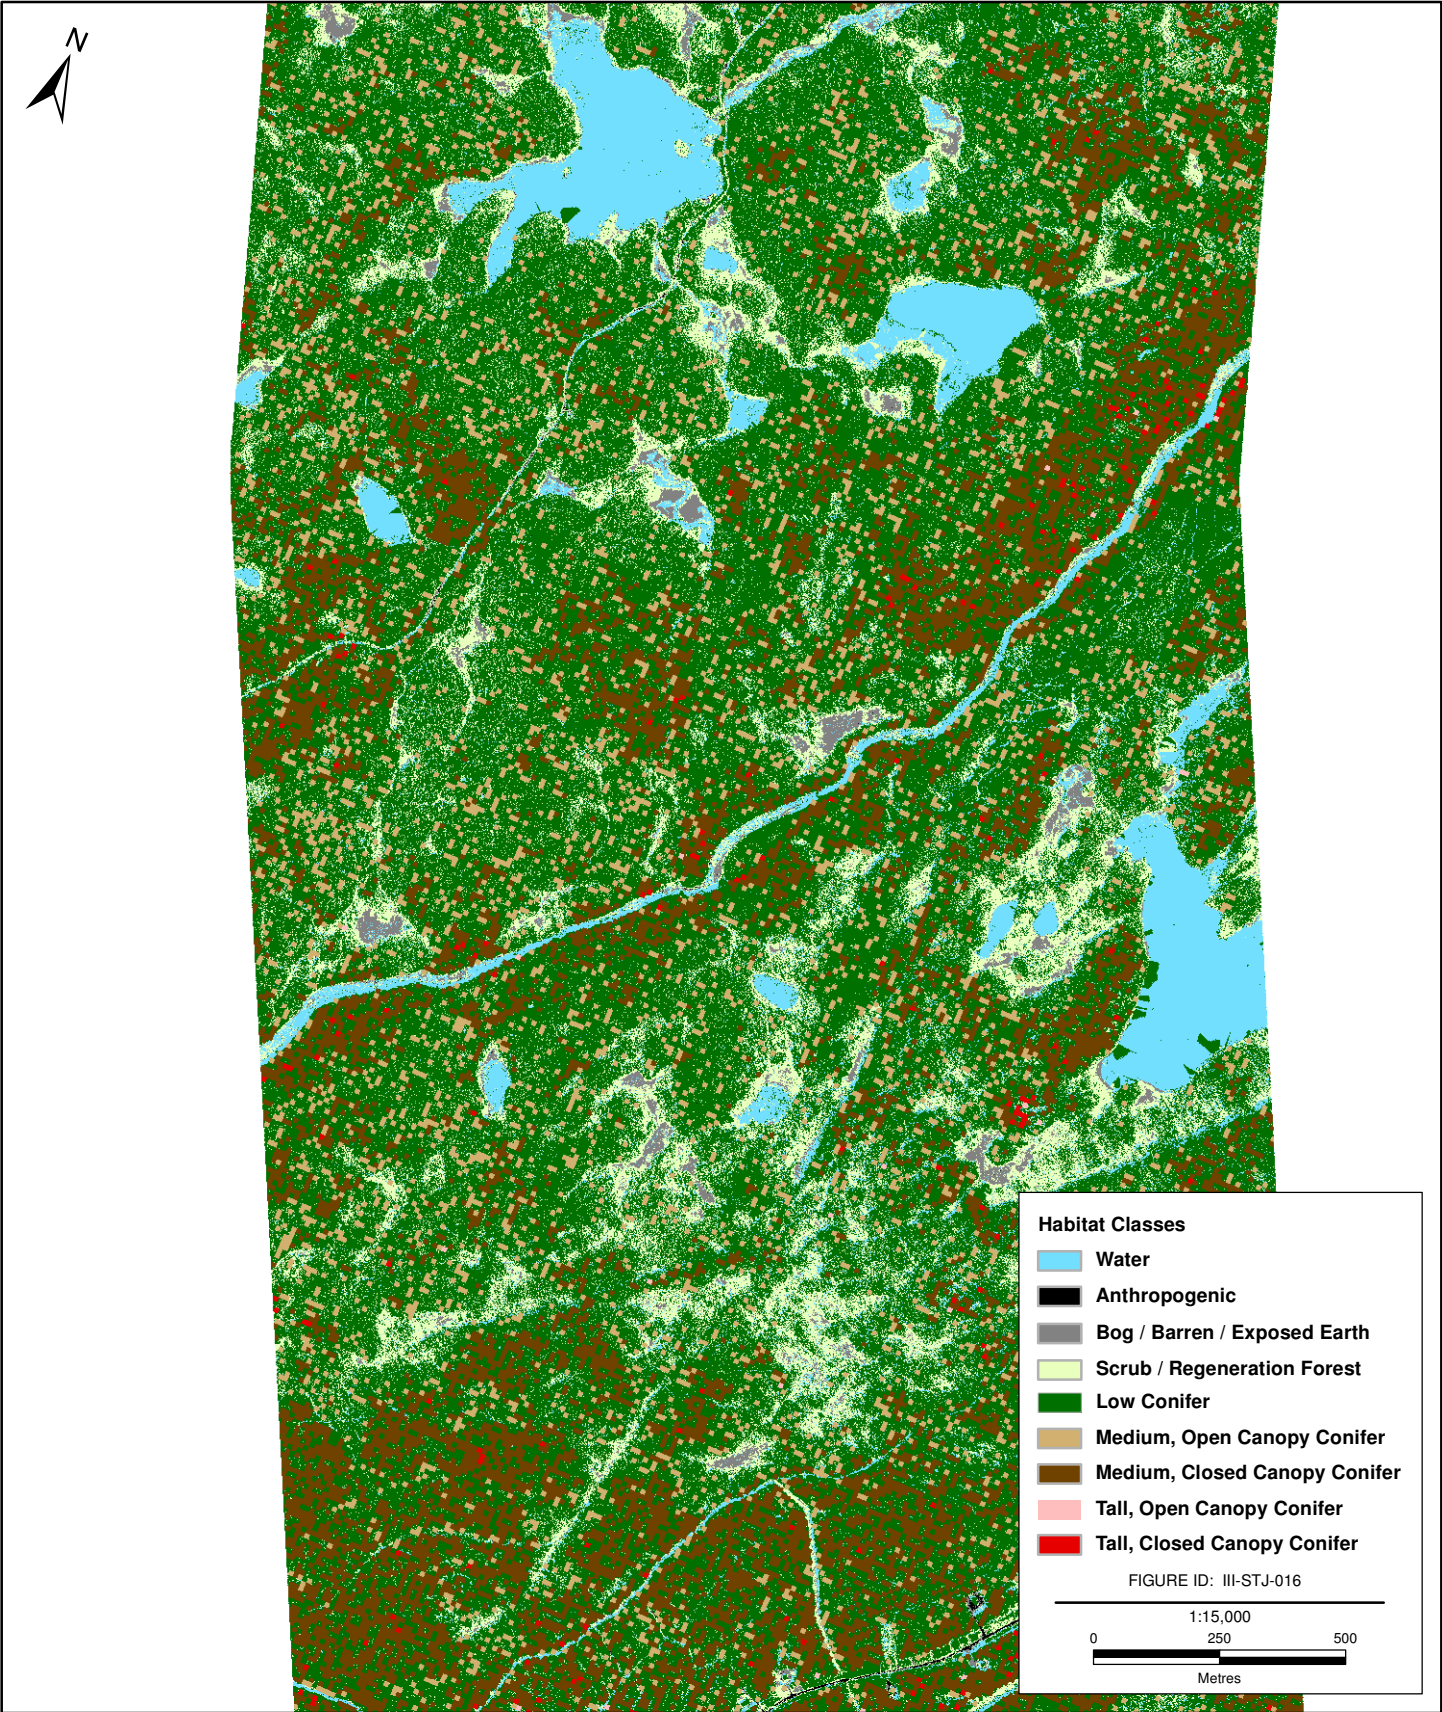 N
Habitat Classes
Water
Anthropogenic
Bog / Barren / Exposed Earth
Scrub / Regeneration Forest
Low Conifer
Medium, Open Canopy Conifer
Medium, Closed Canopy Conifer
Tall, Open Canopy Conifer
Tall, Closed Canopy Conifer
FIGURE ID: III-STJ-016
1:15,000
0 250 500
Metres